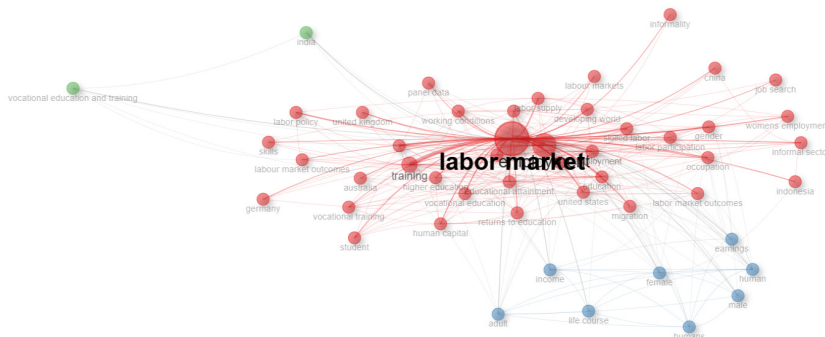 informality
india
china
labour markets
job search
panel data
vocational education and training
labor supply
developing world
labor policy
united kingdom
working conditions
skilled labor
gender
womens employment
skills
labor participation
informal sector
labor market
labour market outcomes
training
occupation
australia
higher education
educational attainment
education
indonesia
germany
vocational education
united states
labor market outcomes
vocational training
migration
returns to education
human capital
student
earnings
income
female
human
male
adult
life course
humans